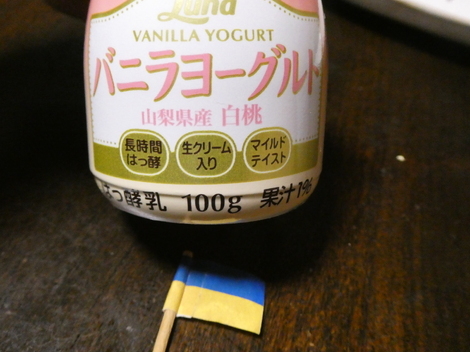 Luna
VANILLA YOGURT
バニラヨーグルト
山梨県産 白桃
長時間
はっ酵
生クリーム
入り
マイルド
テイスト
はっ酵乳 100g 果汁1%